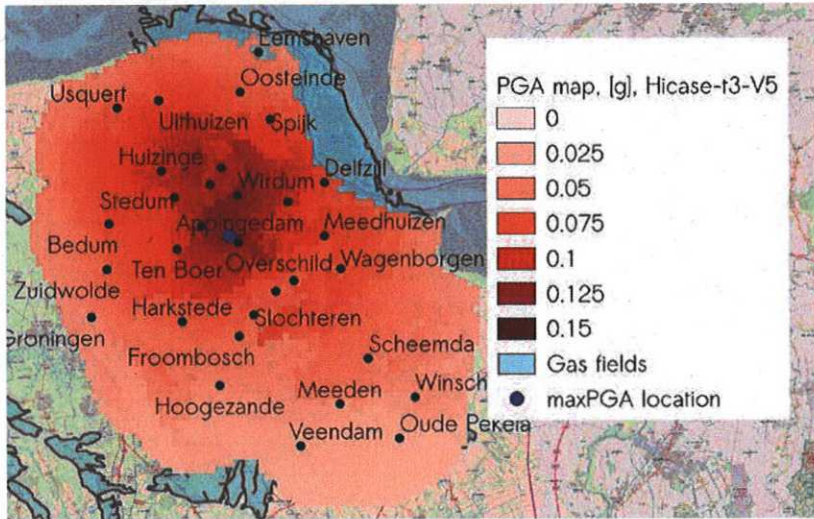 Eemshaven
Oosteinde
Usquert
Uithuizen
Spijk
Huizinge
Delfzijl
Wirdum
Stedum
Appingedam
Meedhuizen
Bedum
Ten Boer
Overschild
Wagenborgen
Zuidwolde
Harkstede
Slochteren
Groningen
Froombosch
Scheemda
Hoogezande
Meeden
Winsch
Veendam
Oude Pekela
PGA map, [g], Hicase-t3-V5
0
0.025
0.05
0.075
0.1
0.125
0.15
Gas fields
maxPGA location